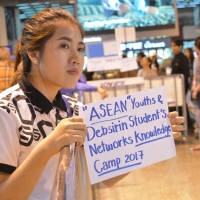 "ASEAN" Youths &
Debsirin Student's
Networks Knowledge
Camp 2017